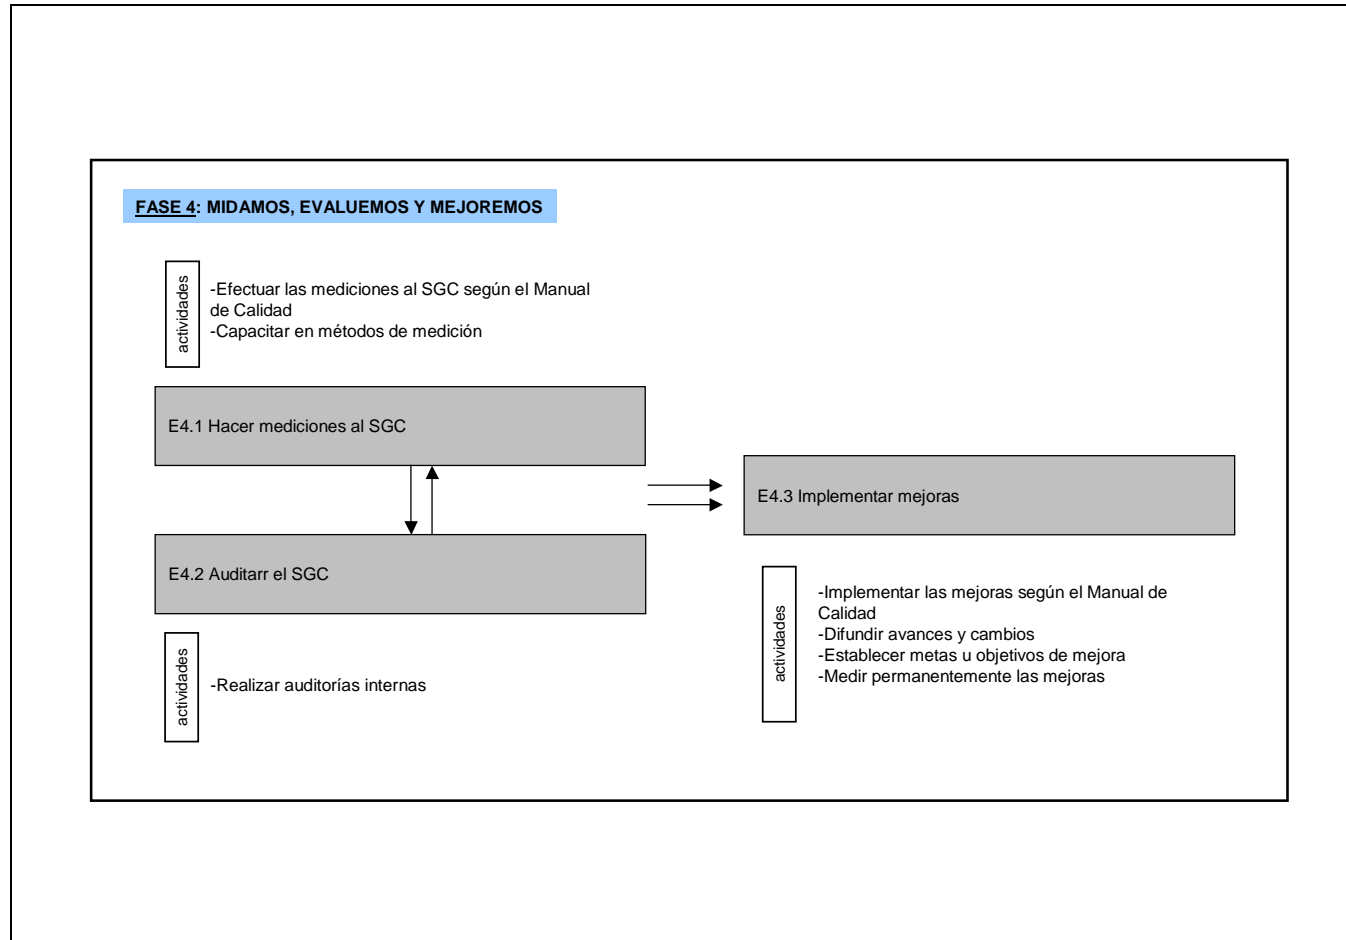 FASE 4: MIDAMOS, EVALUEMOS Y MEJOREMOS
actividades
-Efectuar las mediciones al SGC según el Manual
de Calidad
-Capacitar en métodos de medición
E4.1 Hacer mediciones al SGC
E4.2 Auditarr el SGC
actividades
-Realizar auditorías internas
E4.3 Implementar mejoras
actividades
-Implementar las mejoras según el Manual de
Calidad
-Difundir avances y cambios
-Establecer metas u objetivos de mejora
-Medir permanentemente las mejoras